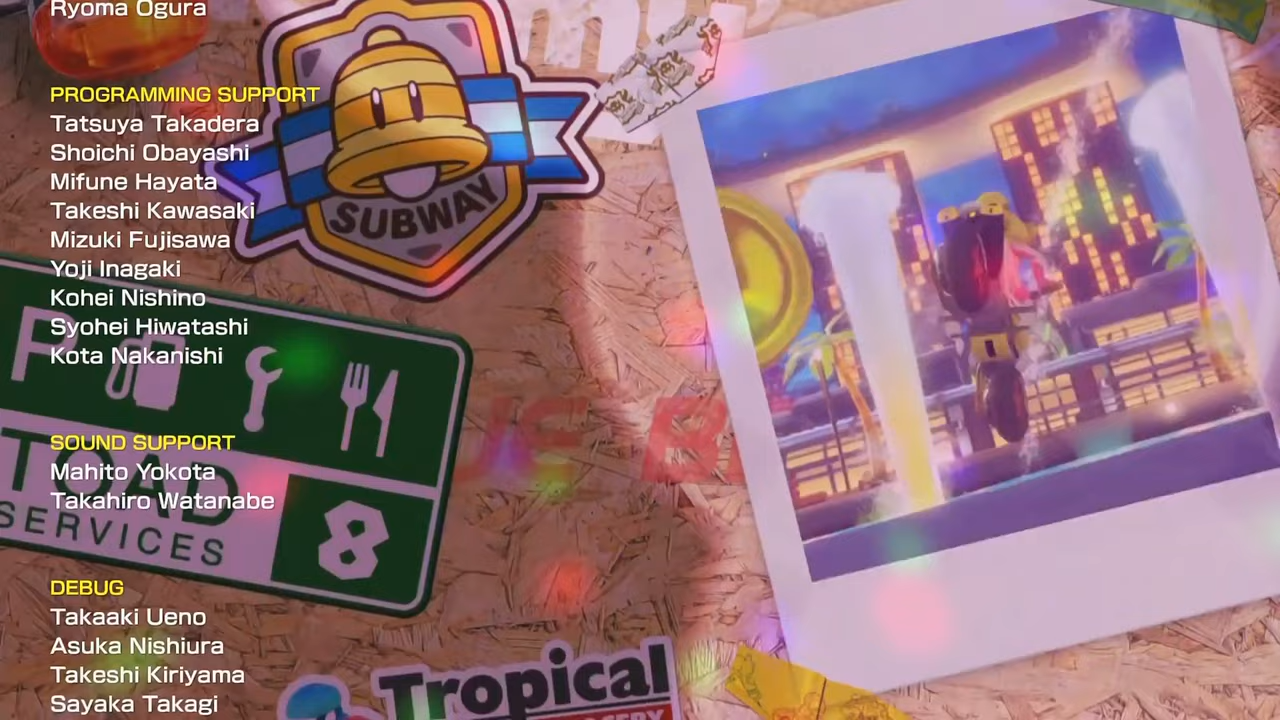 Ryoma Ogura
PROGRAMMING SUPPORT
Tatsuya Takadera
Shoichi Obayashi
Mifune Hayata
Takeshi Kawasaki
Mizuki Fujisawa
Yoji Inagaki
Kohei Nishino
Syohei Hiwatashi
Kota Nakanishi
SOUND SUPPORT
Mahito Yokota
Takahiro Watanabe
DEBUG
Takaaki Ueno
Asuka Nishiura
Takeshi Kiriyama
Sayaka Takagi
SUBWAY
P
TOAD
SERVICES
8
Tropical